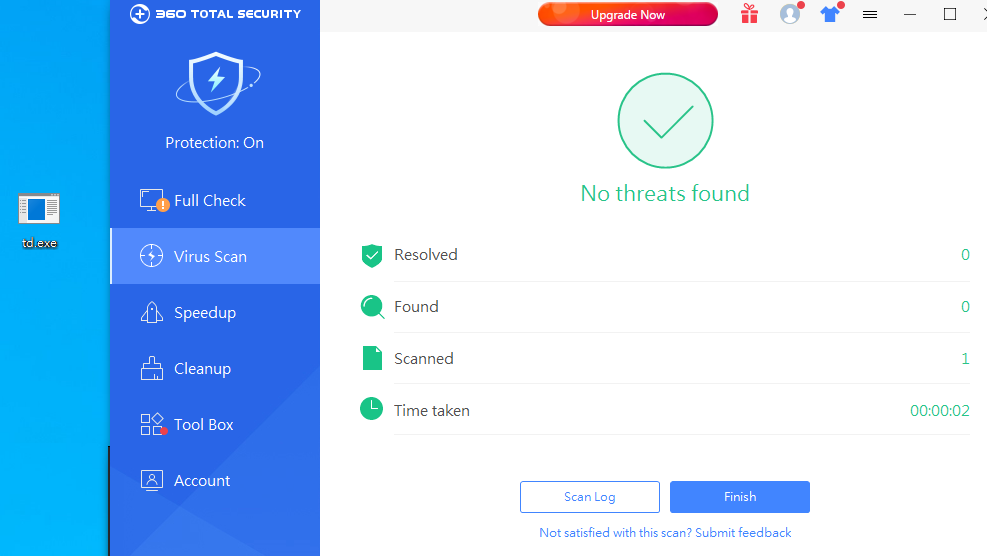 360 TOTAL SECURITY
Upgrade Now
Protection: On
td.exe
Full Check
Virus Scan
Speedup
Cleanup
Tool Box
Account
No threats found
Resolved 0
Found 0
Scanned 1
Time taken 00:00:02
Scan Log
Finish
Not satisfied with this scan? Submit feedback